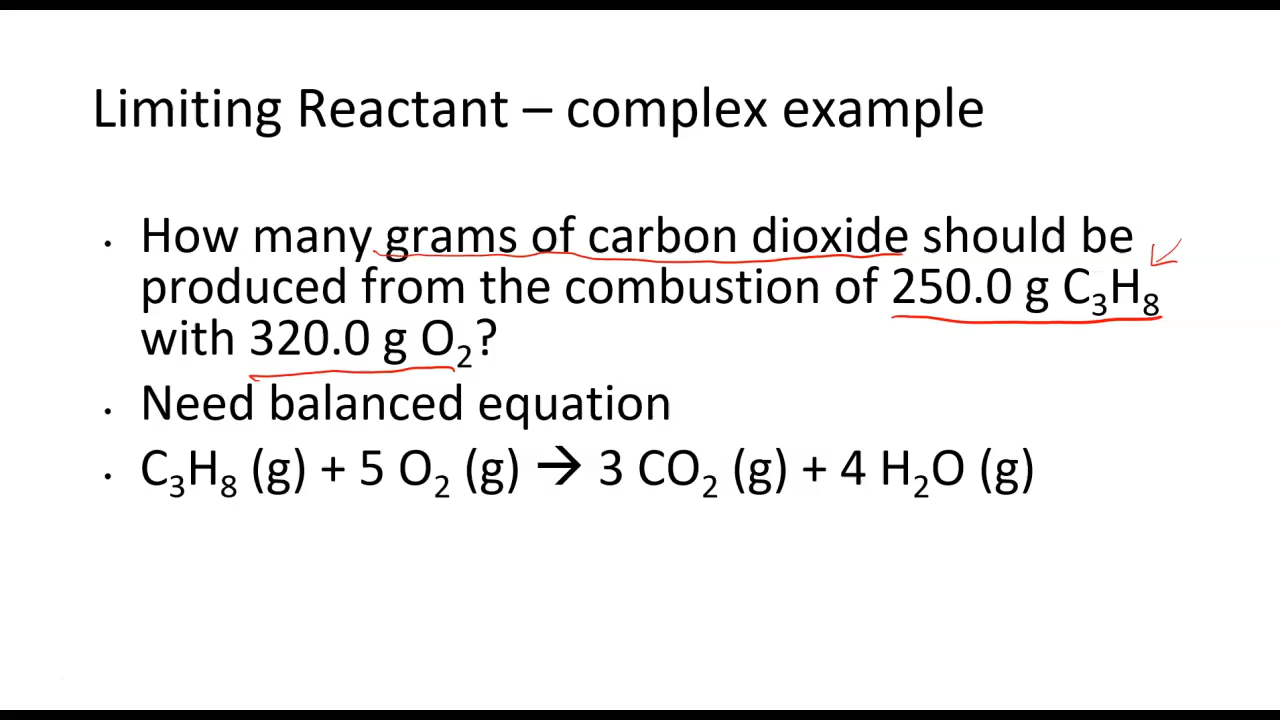 Limiting Reactant – complex example
• How many grams of carbon dioxide should be
produced from the combustion of 250.0 g C₃H₈
with 320.0 g O₂?
• Need balanced equation
• C₃H₈ (g) + 5 O₂ (g) → 3 CO₂ (g) + 4 H₂O (g)